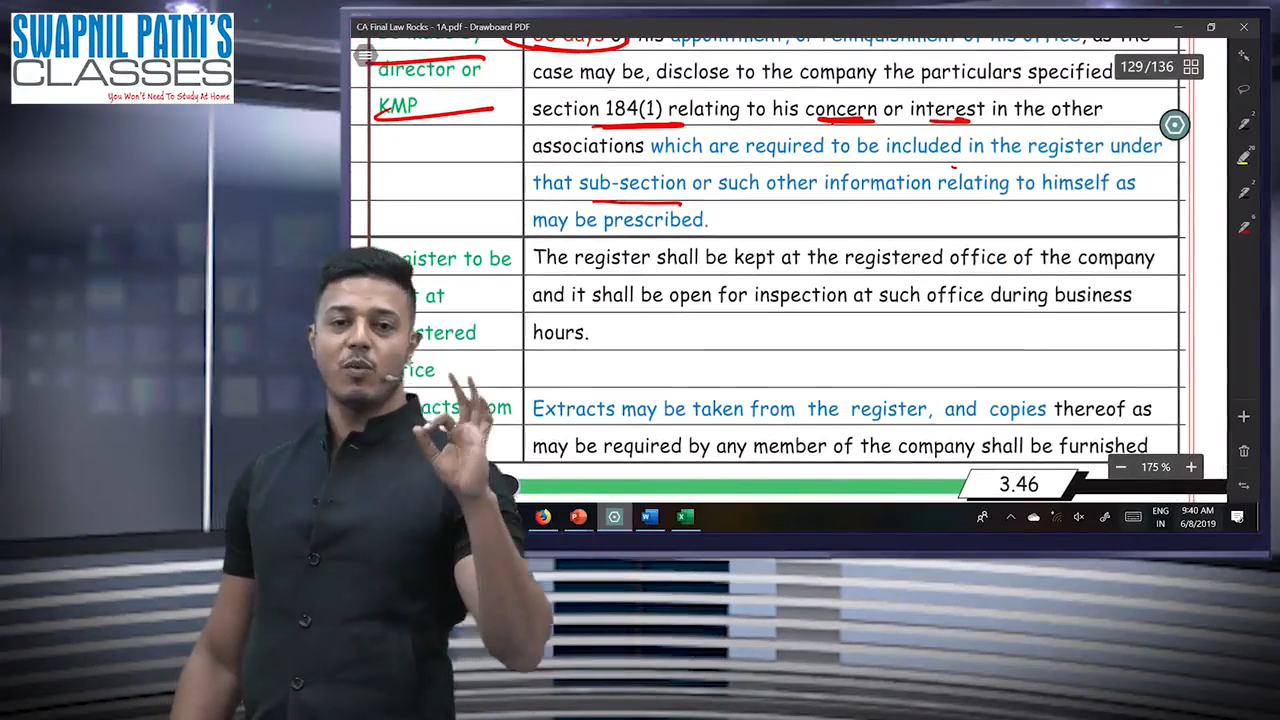 SWAPNIL PATNI'S
CLASSES
You Won't Need To Study At Home
CA Final Law Rocks - 1A.pdf - Drawboard PDF
129/136
director or
KMP
case may be, disclose to the company the particulars specified
section 184(1) relating to his concern or interest in the other
associations which are required to be included in the register under
that sub-section or such other information relating to himself as
may be prescribed.
to be
at
The register shall be kept at the registered office of the company
and it shall be open for inspection at such office during business
hours.
Extracts may be taken from the register, and copies thereof as
may be required by any member of the company shall be furnished
175 %
3.46
ENG
IN
9:40 AM
6/8/2019